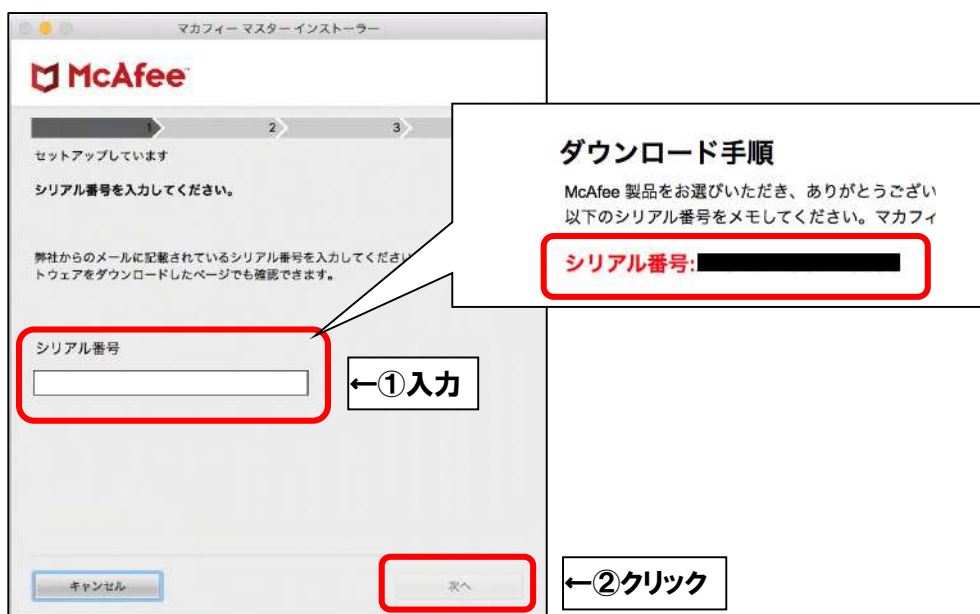 マカフィー マスター インストーラー
McAfee™
1
2
3
セットアップしています
シリアル番号を入力してください。
弊社からのメールに記載されているシリアル番号を入力してください
トウェアをダウンロードしたページでも確認できます。
シリアル番号
←①入力
キャンセル
次へ
←②クリック
ダウンロード手順
McAfee 製品をお選びいただき、ありがとうござい
以下のシリアル番号をメモしてください。マカフィ
シリアル番号: